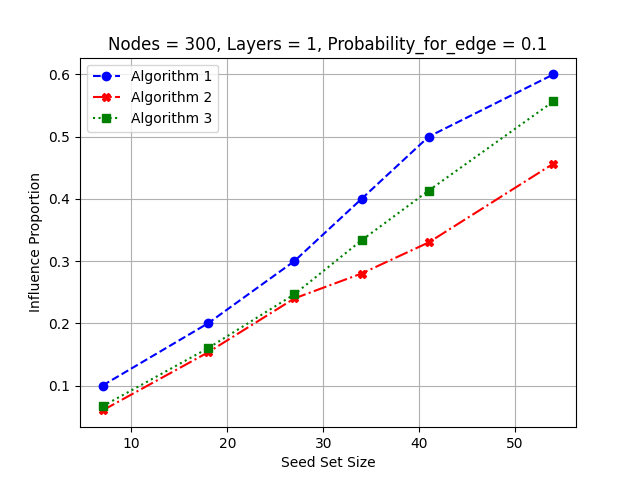 Nodes = 300, Layers = 1, Probability_for_edge = 0.1
Algorithm 1
Algorithm 2
Algorithm 3
Influence Proportion
0.6
0.5
0.4
0.3
0.2
0.1
10 20 30 40 50
Seed Set Size